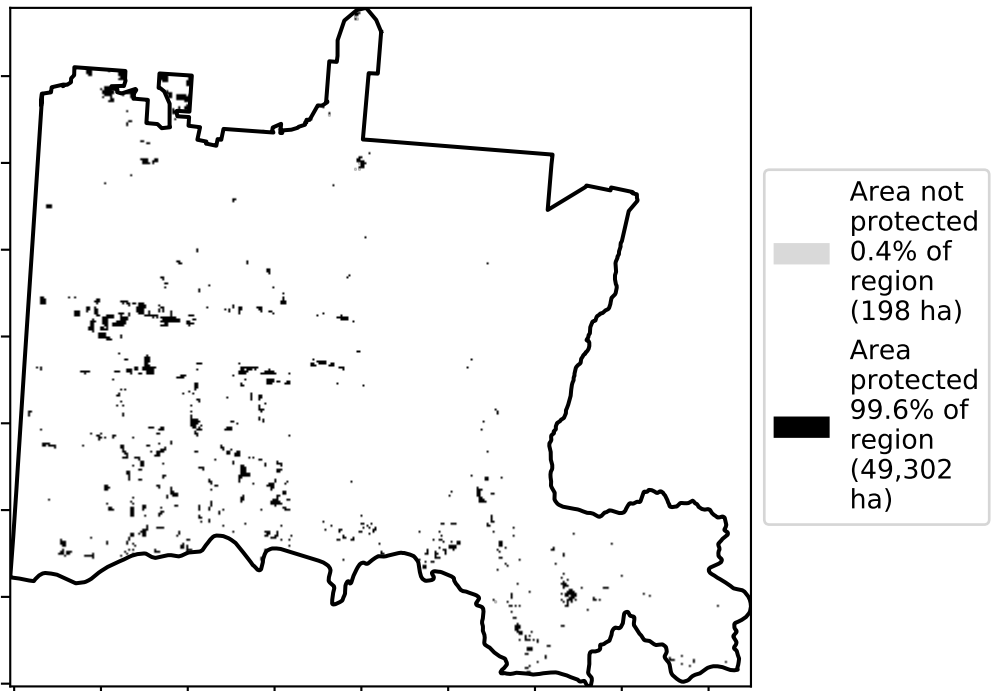 Area not
protected
0.4% of
region
(198 ha)
Area
protected
99.6% of
region
(49,302
ha)